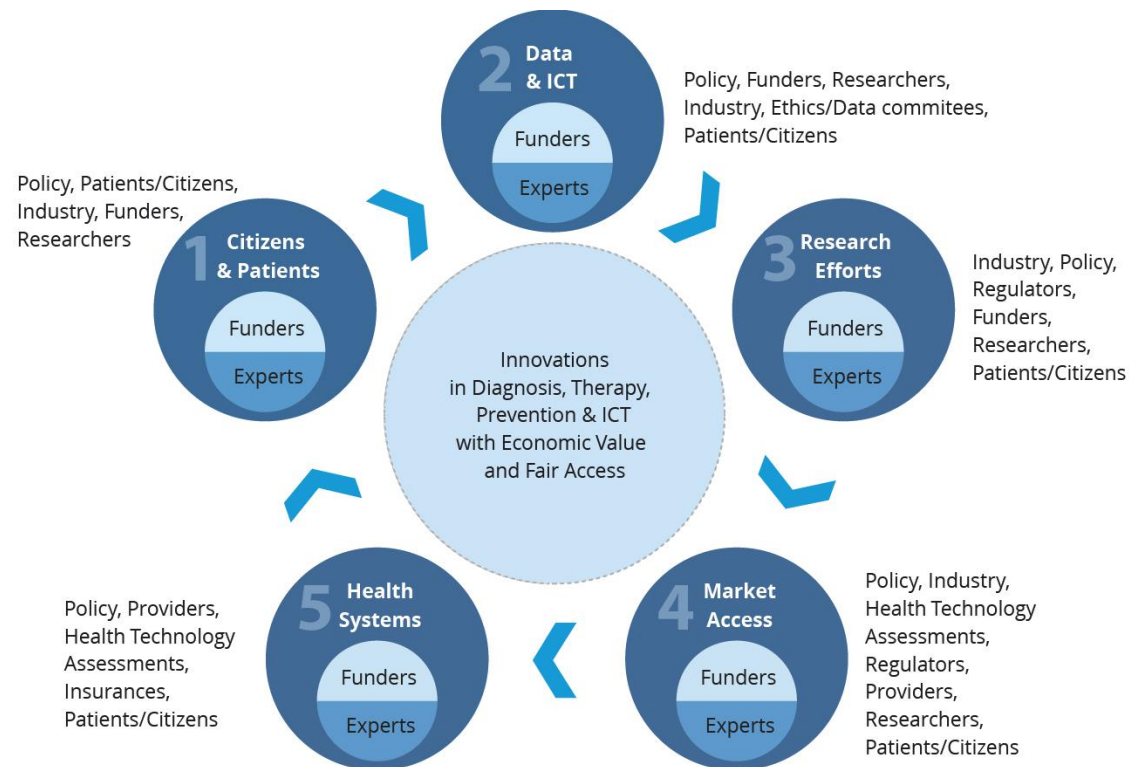 2
Data
& ICT
Funders
Experts
Policy, Funders, Researchers,
Industry, Ethics/Data commitees,
Patients/Citizens
Policy, Patients/Citizens,
Industry, Funders,
Researchers
1
Citizens
& Patients
Funders
Experts
3
Research
Efforts
Funders
Experts
Industry, Policy,
Regulators,
Funders,
Researchers,
Patients/Citizens
Innovations
in Diagnosis, Therapy,
Prevention & ICT
with Economic Value
and Fair Access
5
Health
Systems
Funders
Experts
Policy, Providers,
Health Technology
Assessments,
Insurances,
Patients/Citizens
4
Market
Access
Funders
Experts
Policy, Industry,
Health Technology
Assessments,
Regulators,
Providers,
Researchers,
Patients/Citizens